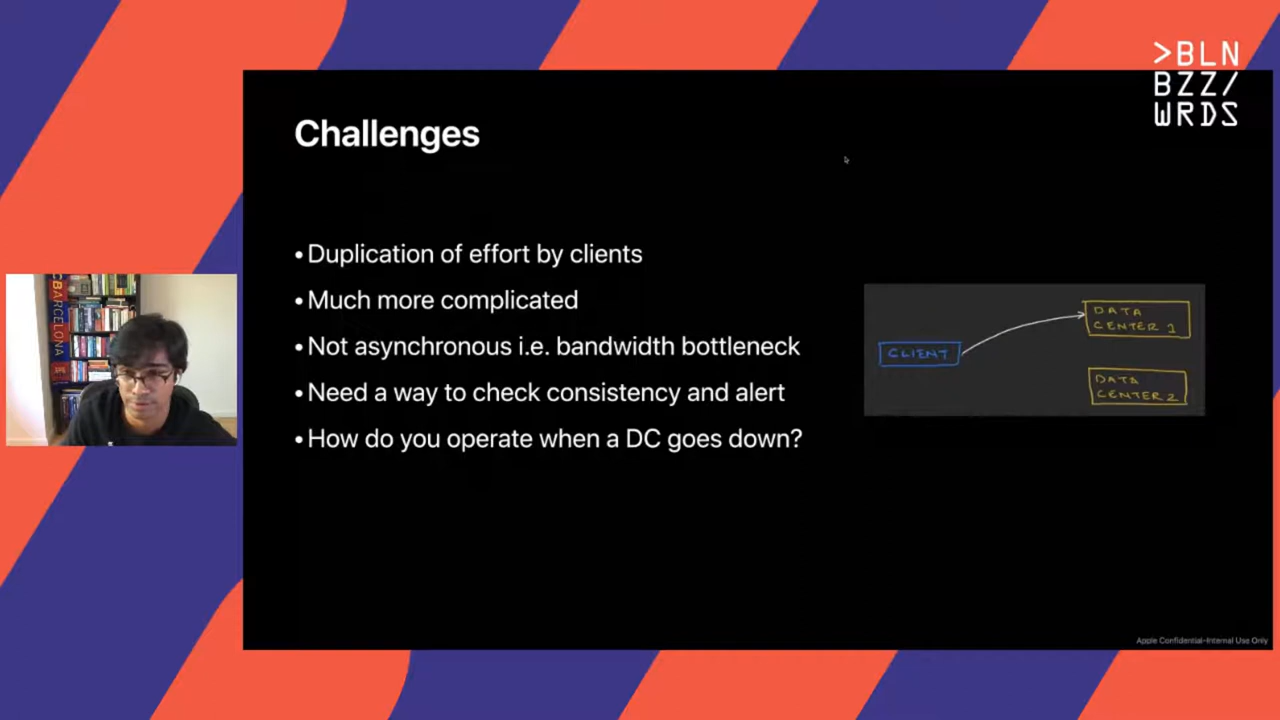 >BLN
BZZ/
WRDS
Challenges
• Duplication of effort by clients
• Much more complicated
• Not asynchronous i.e. bandwidth bottleneck
• Need a way to check consistency and alert
• How do you operate when a DC goes down?
CLIENT
DATA
CENTER 1
DATA
CENTER 2
CBARCELONA
Apple Confidential–Internal Use Only